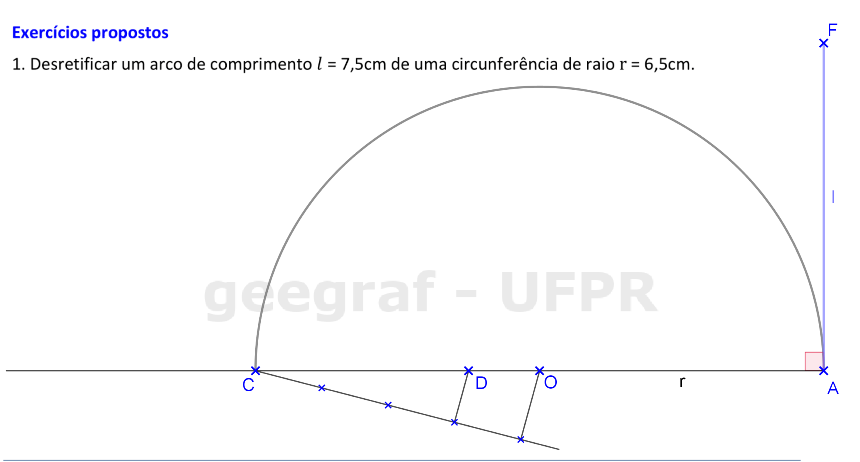 Exercícios propostos
1. Desretificar um arco de comprimento l = 7,5cm de uma circunferência de raio r = 6,5cm.
F
l
geegraf - UFPR
C
D
O
r
A